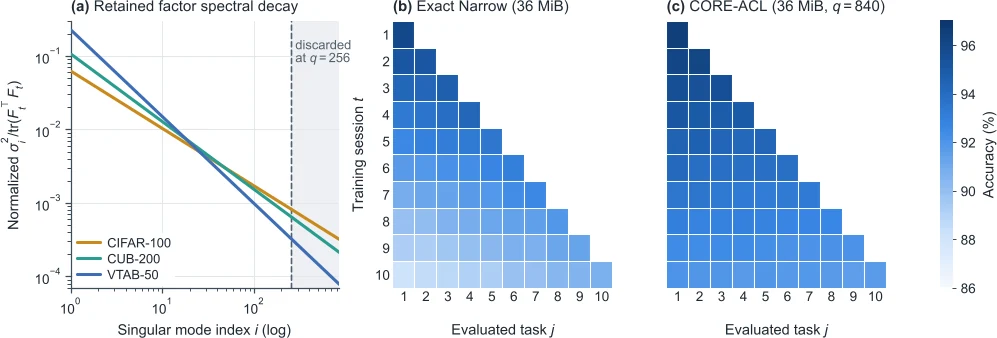 (a) Retained factor spectral decay
10⁻¹
10⁻²
10⁻³
10⁻⁴
10⁰
10¹
10²
Normalized σᵢ²/tr(Fₜ⊤ Fₜ)
discarded
at q = 256
CIFAR-100
CUB-200
VTAB-50
Singular mode index i (log)
(b) Exact Narrow (36 MiB)
Training session t
1
2
3
4
5
6
7
8
9
10
1 2 3 4 5 6 7 8 9 10
Evaluated task j
(c) CORE-ACL (36 MiB, q = 840)
1 2 3 4 5 6 7 8 9 10
Evaluated task j
96
94
92
90
88
86
Accuracy (%)